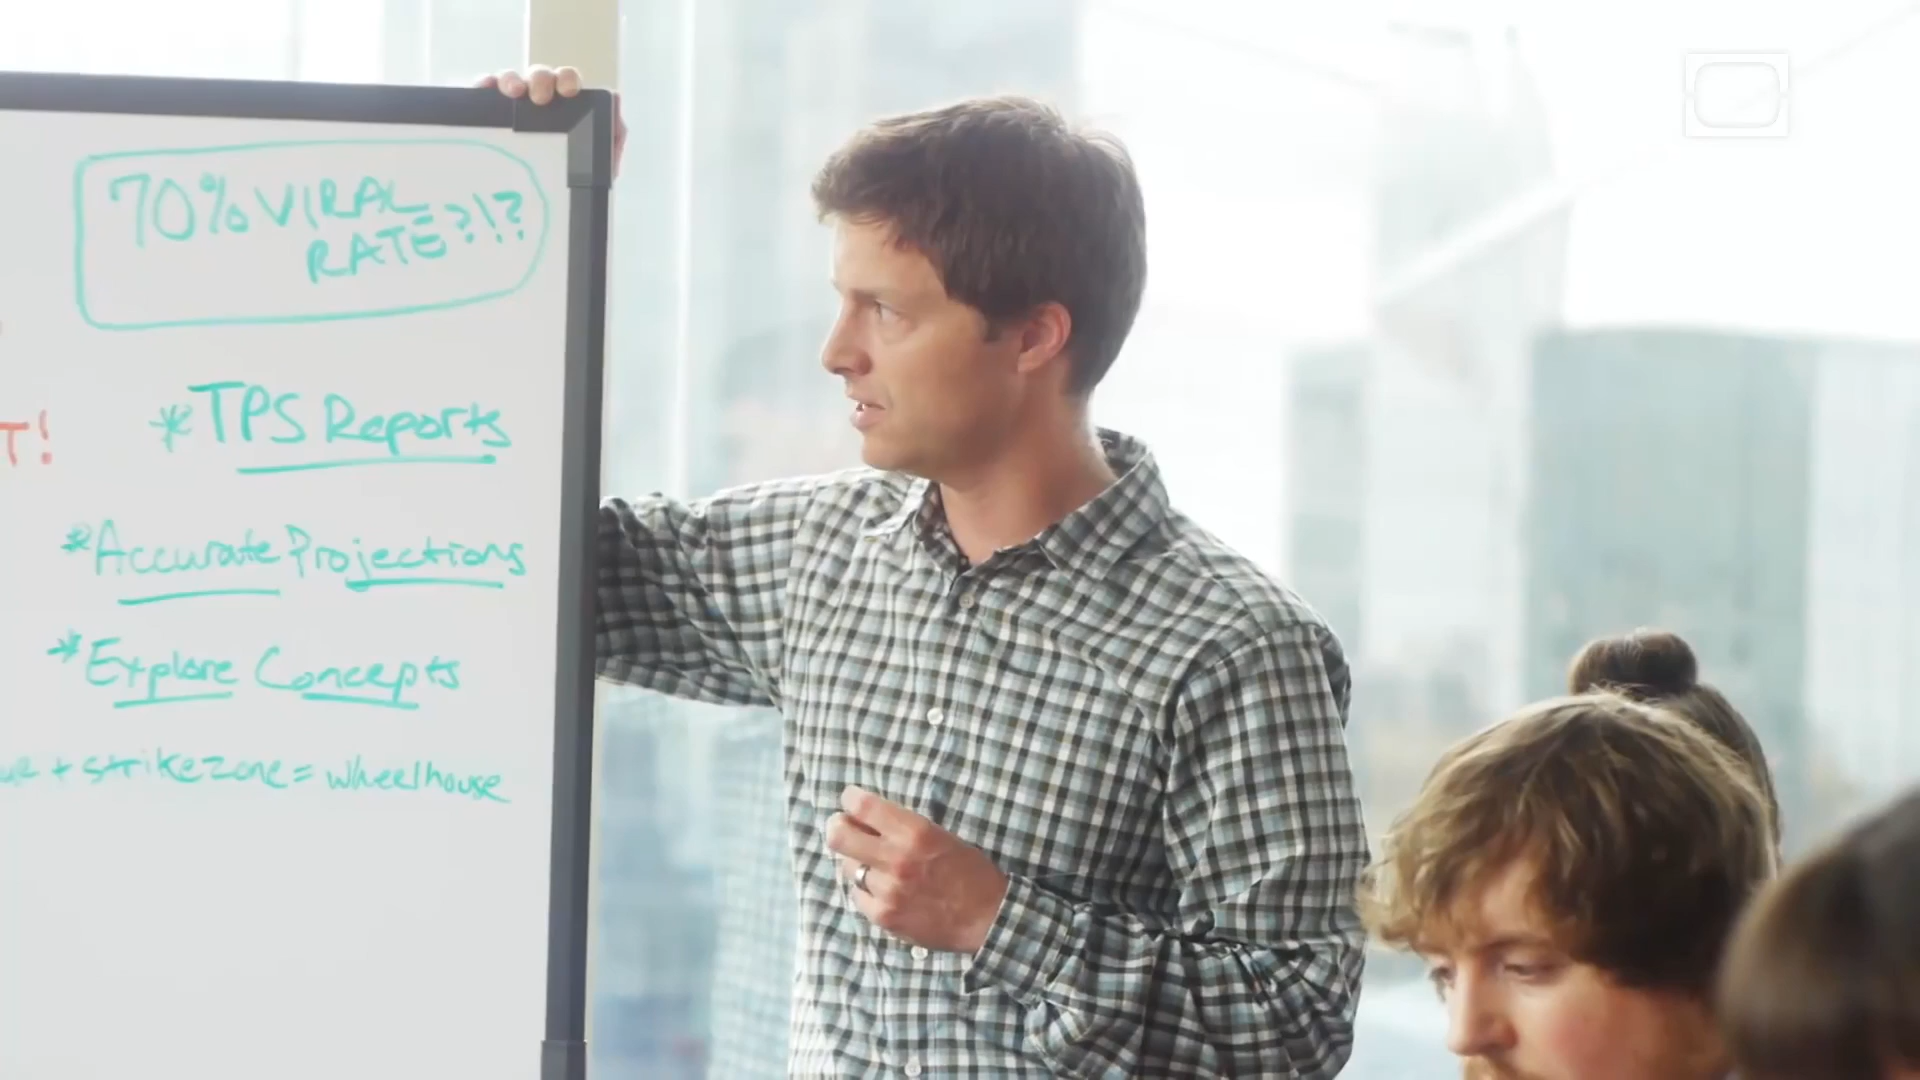 70% VIRAL
RATE?!?
T!
*TPS Reports
*Accurate Projections
*Explore Concepts
+ strikezone = wheelhouse